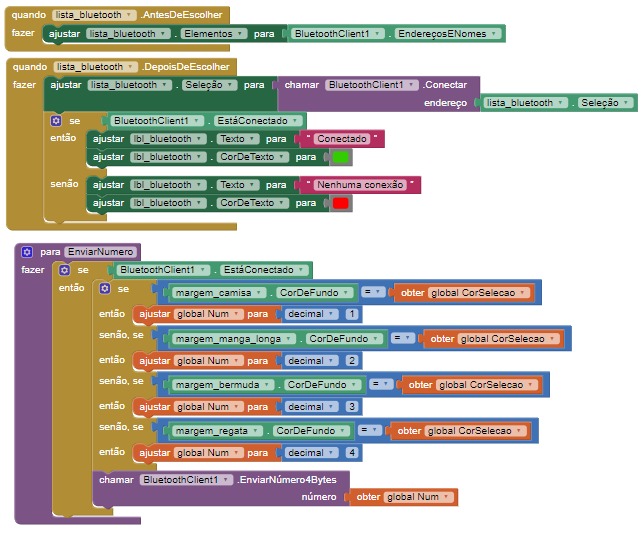 quando lista_bluetooth .AntesDeEscolher
fazer ajustar lista_bluetooth . Elementos para BluetoothClient1 . EndereçosENomes
quando lista_bluetooth .DepoisDeEscolher
fazer ajustar lista_bluetooth . Seleção para chamar BluetoothClient1 .Conectar
endereço lista_bluetooth . Seleção
se BluetoothClient1 . EstáConectado
então ajustar lbl_bluetooth . Texto para " Conectado "
ajustar lbl_bluetooth . CorDeTexto para
senão ajustar lbl_bluetooth . Texto para " Nenhuma conexão "
ajustar lbl_bluetooth . CorDeTexto para
para EnviarNumero
fazer se BluetoothClient1 . EstáConectado
então se margem_camisa . CorDeFundo = obter global CorSelecao
então ajustar global Num para decimal 1
senão, se margem_manga_longa . CorDeFundo = obter global CorSelecao
então ajustar global Num para decimal 2
senão, se margem_bermuda . CorDeFundo = obter global CorSelecao
então ajustar global Num para decimal 3
senão, se margem_regata . CorDeFundo = obter global CorSelecao
então ajustar global Num para decimal 4
chamar BluetoothClient1 .EnviarNúmero4Bytes
número obter global Num